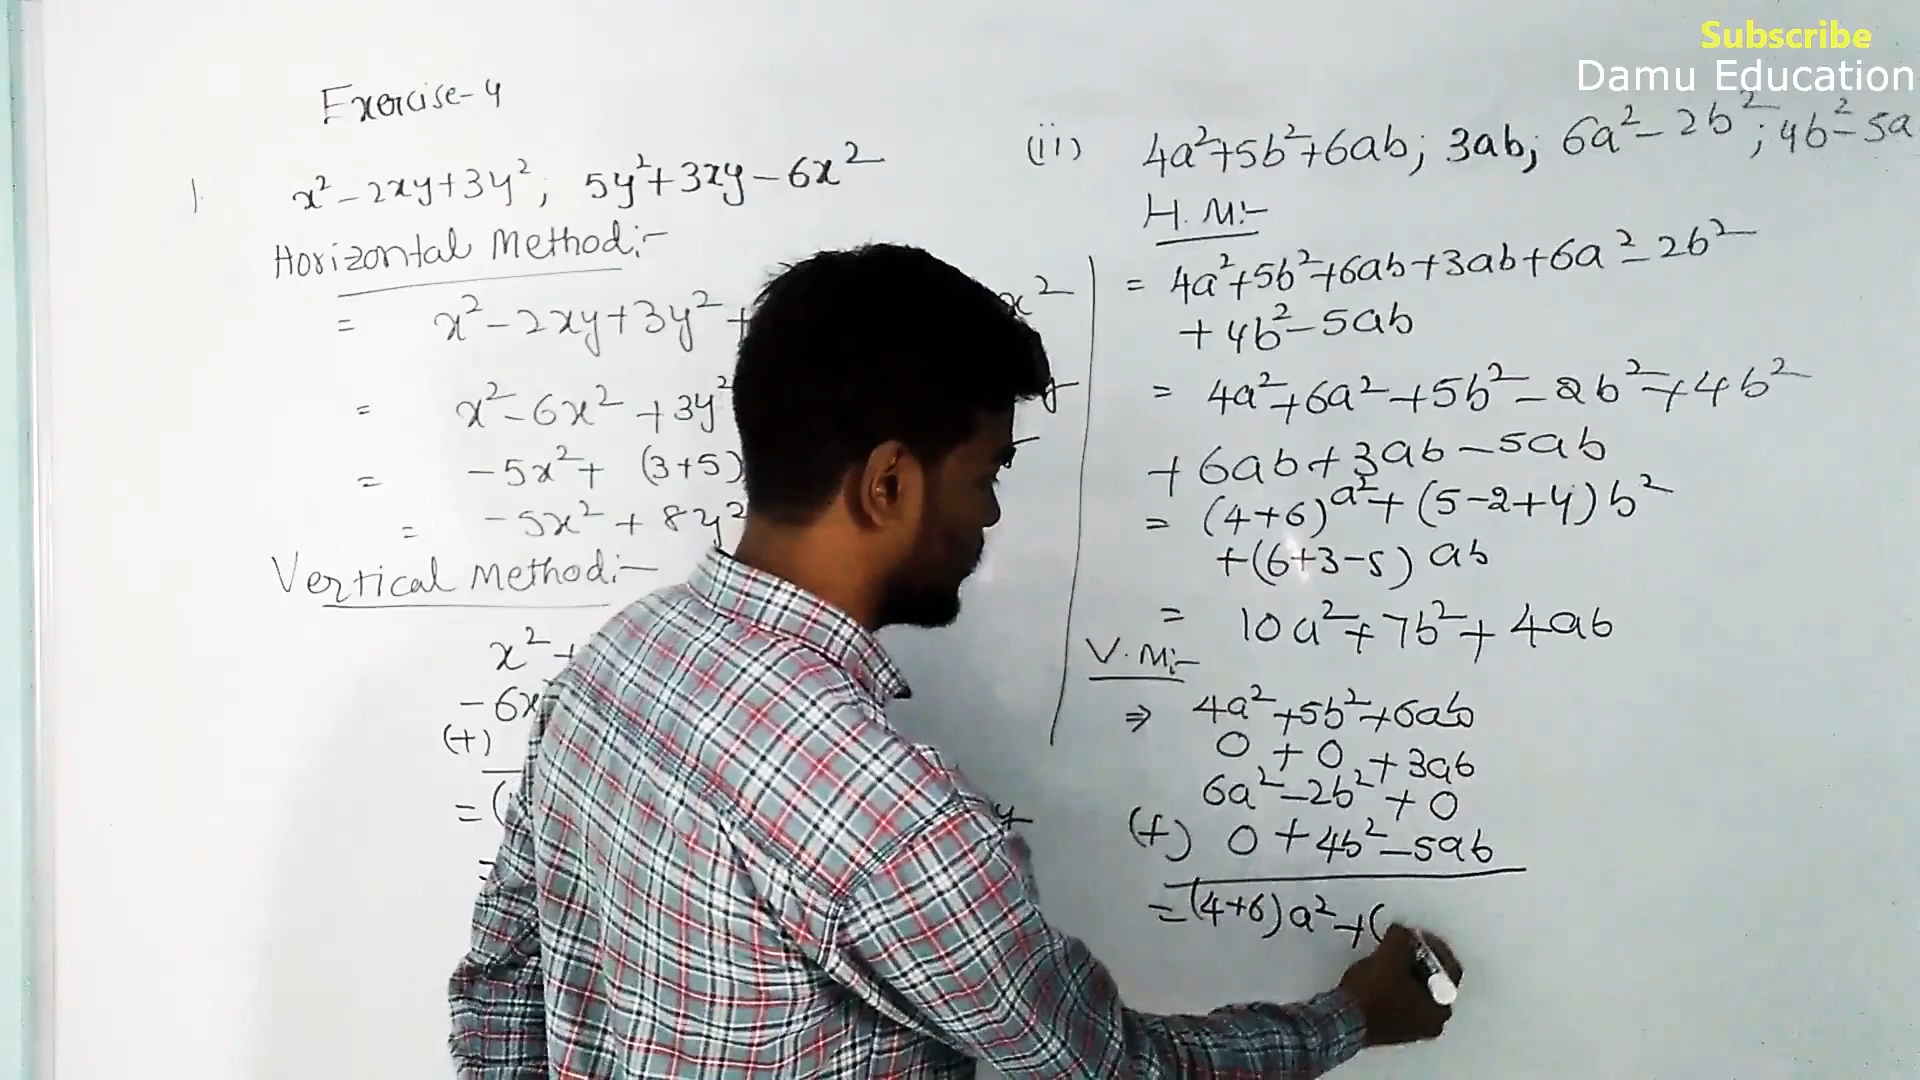 Subscribe
Damu Education
Exercise-4
1. x² - 2xy + 3y² ; 5y² + 3xy - 6x²
Horizontal Method:-
= x² - 2xy + 3y² + x²
= x² - 6x² + 3y² y
= -5x² + (3+5)
= -5x² + 8y²
Vertical Method:-
x² +
-6x
(+)
= (
=
(ii) 4a²+5b²+6ab; 3ab; 6a²-2b²; 4b²-5a
H.M:-
= 4a²+5b²+6ab+3ab+6a²-2b²
+4b²-5ab
= 4a²+6a²+5b²-2b²+4b²
+6ab+3ab-5ab
= (4+6)a²+(5-2+4)b²
+(6+3-5)ab
= 10a²+7b²+4ab
V.M:-
⇒ 4a²+5b²+6ab
0 + 0 + 3ab
6a²-2b²+0
(+) 0 + 4b²-5ab
= (4+6)a²+(